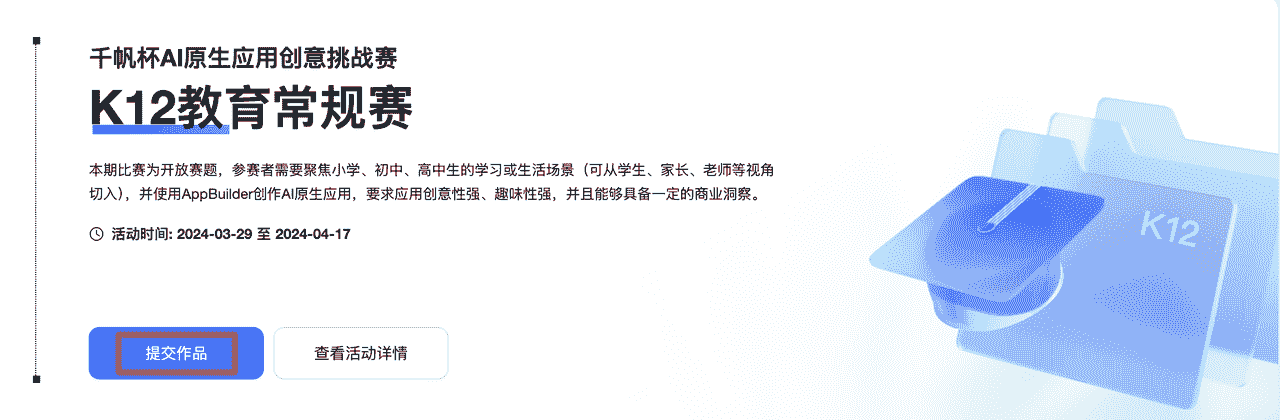 千帆杯AI原生应用创意挑战赛
K12教育常规赛
本期比赛为开放赛题，参赛者需要聚焦小学、初中、高中生的学习或生活场景（可从学生、家长、老师等视角
切入），并使用AppBuilder创作AI原生应用，要求应用创意性强、趣味性强，并且能够具备一定的商业洞察。
活动时间: 2024-03-29 至 2024-04-17
K12
提交作品
查看活动详情